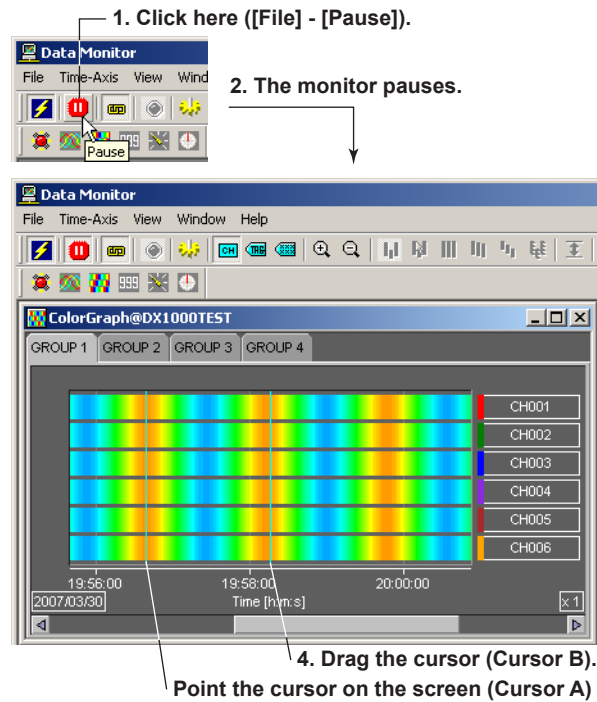 1. Click here ([File] - [Pause]).
Data Monitor
File Time-Axis View Wind
2. The monitor pauses.
999
Pause
Data Monitor
File Time-Axis View Window Help
CH TAG
999
ColorGraph@DX1000TEST
GROUP 1 GROUP 2 GROUP 3 GROUP 4
CH001
CH002
CH003
CH004
CH005
CH006
19:56:00 19:58:00 20:00:00
2007/03/30 Time [h:m:s] x 1
4. Drag the cursor (Cursor B).
Point the cursor on the screen (Cursor A)